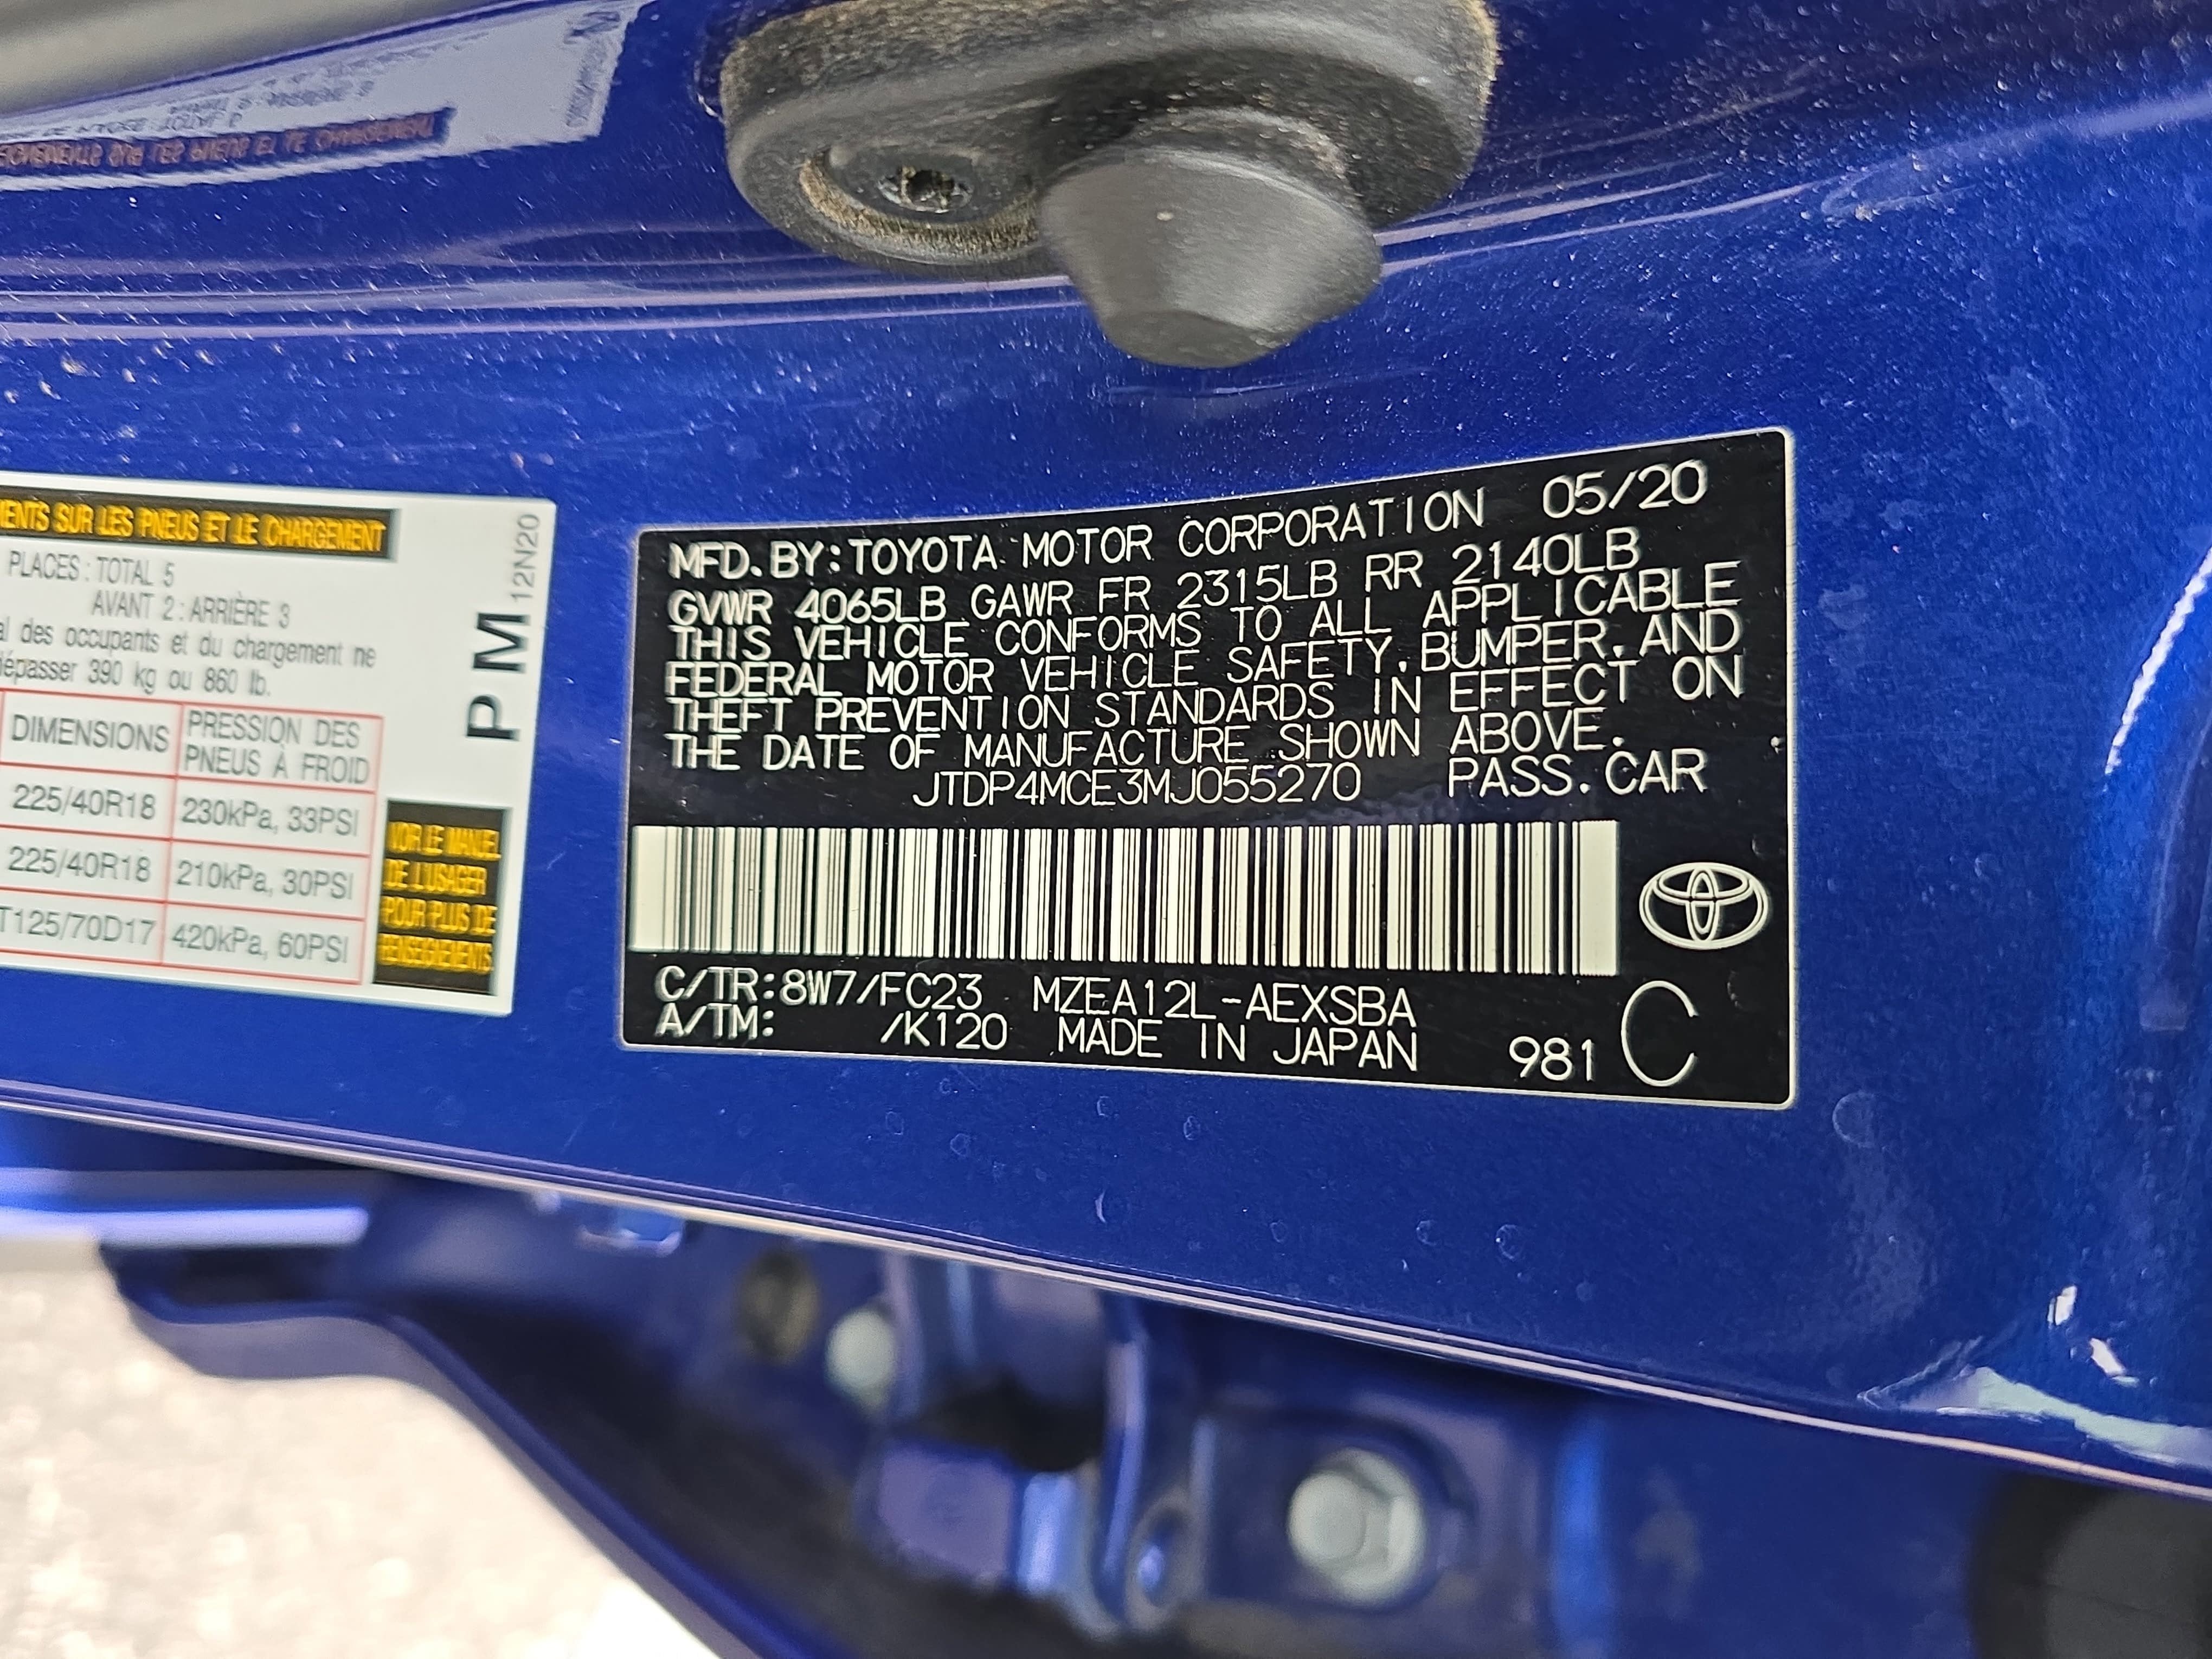 MENTS SUR LES PNEUS ET LE CHARGEMENT
PLACES : TOTAL 5
AVANT 2 : ARRIÈRE 3
al des occupants et du chargement ne
dépasser 390 kg ou 860 lb.
DIMENSIONS PRESSION DES PNEUS À FROID
225/40R18 230kPa, 33PSI
225/40R18 210kPa, 30PSI
T125/70D17 420kPa, 60PSI
PM 12N20
VOIR LE MANUEL
DE L'USAGER
POUR PLUS DE
RENSEIGNEMENTS
MFD. BY: TOYOTA MOTOR CORPORATION 05/20
GVWR 4065LB GAWR FR 2315LB RR 2140LB
THIS VEHICLE CONFORMS TO ALL APPLICABLE
FEDERAL MOTOR VEHICLE SAFETY, BUMPER, AND
THEFT PREVENTION STANDARDS IN EFFECT ON
THE DATE OF MANUFACTURE SHOWN ABOVE.
JTDP4MCE3MJ055270 PASS. CAR
C/TR: 8W7/FC23 MZEA12L-AEXSBA
A/TM: /K120 MADE IN JAPAN 981 C